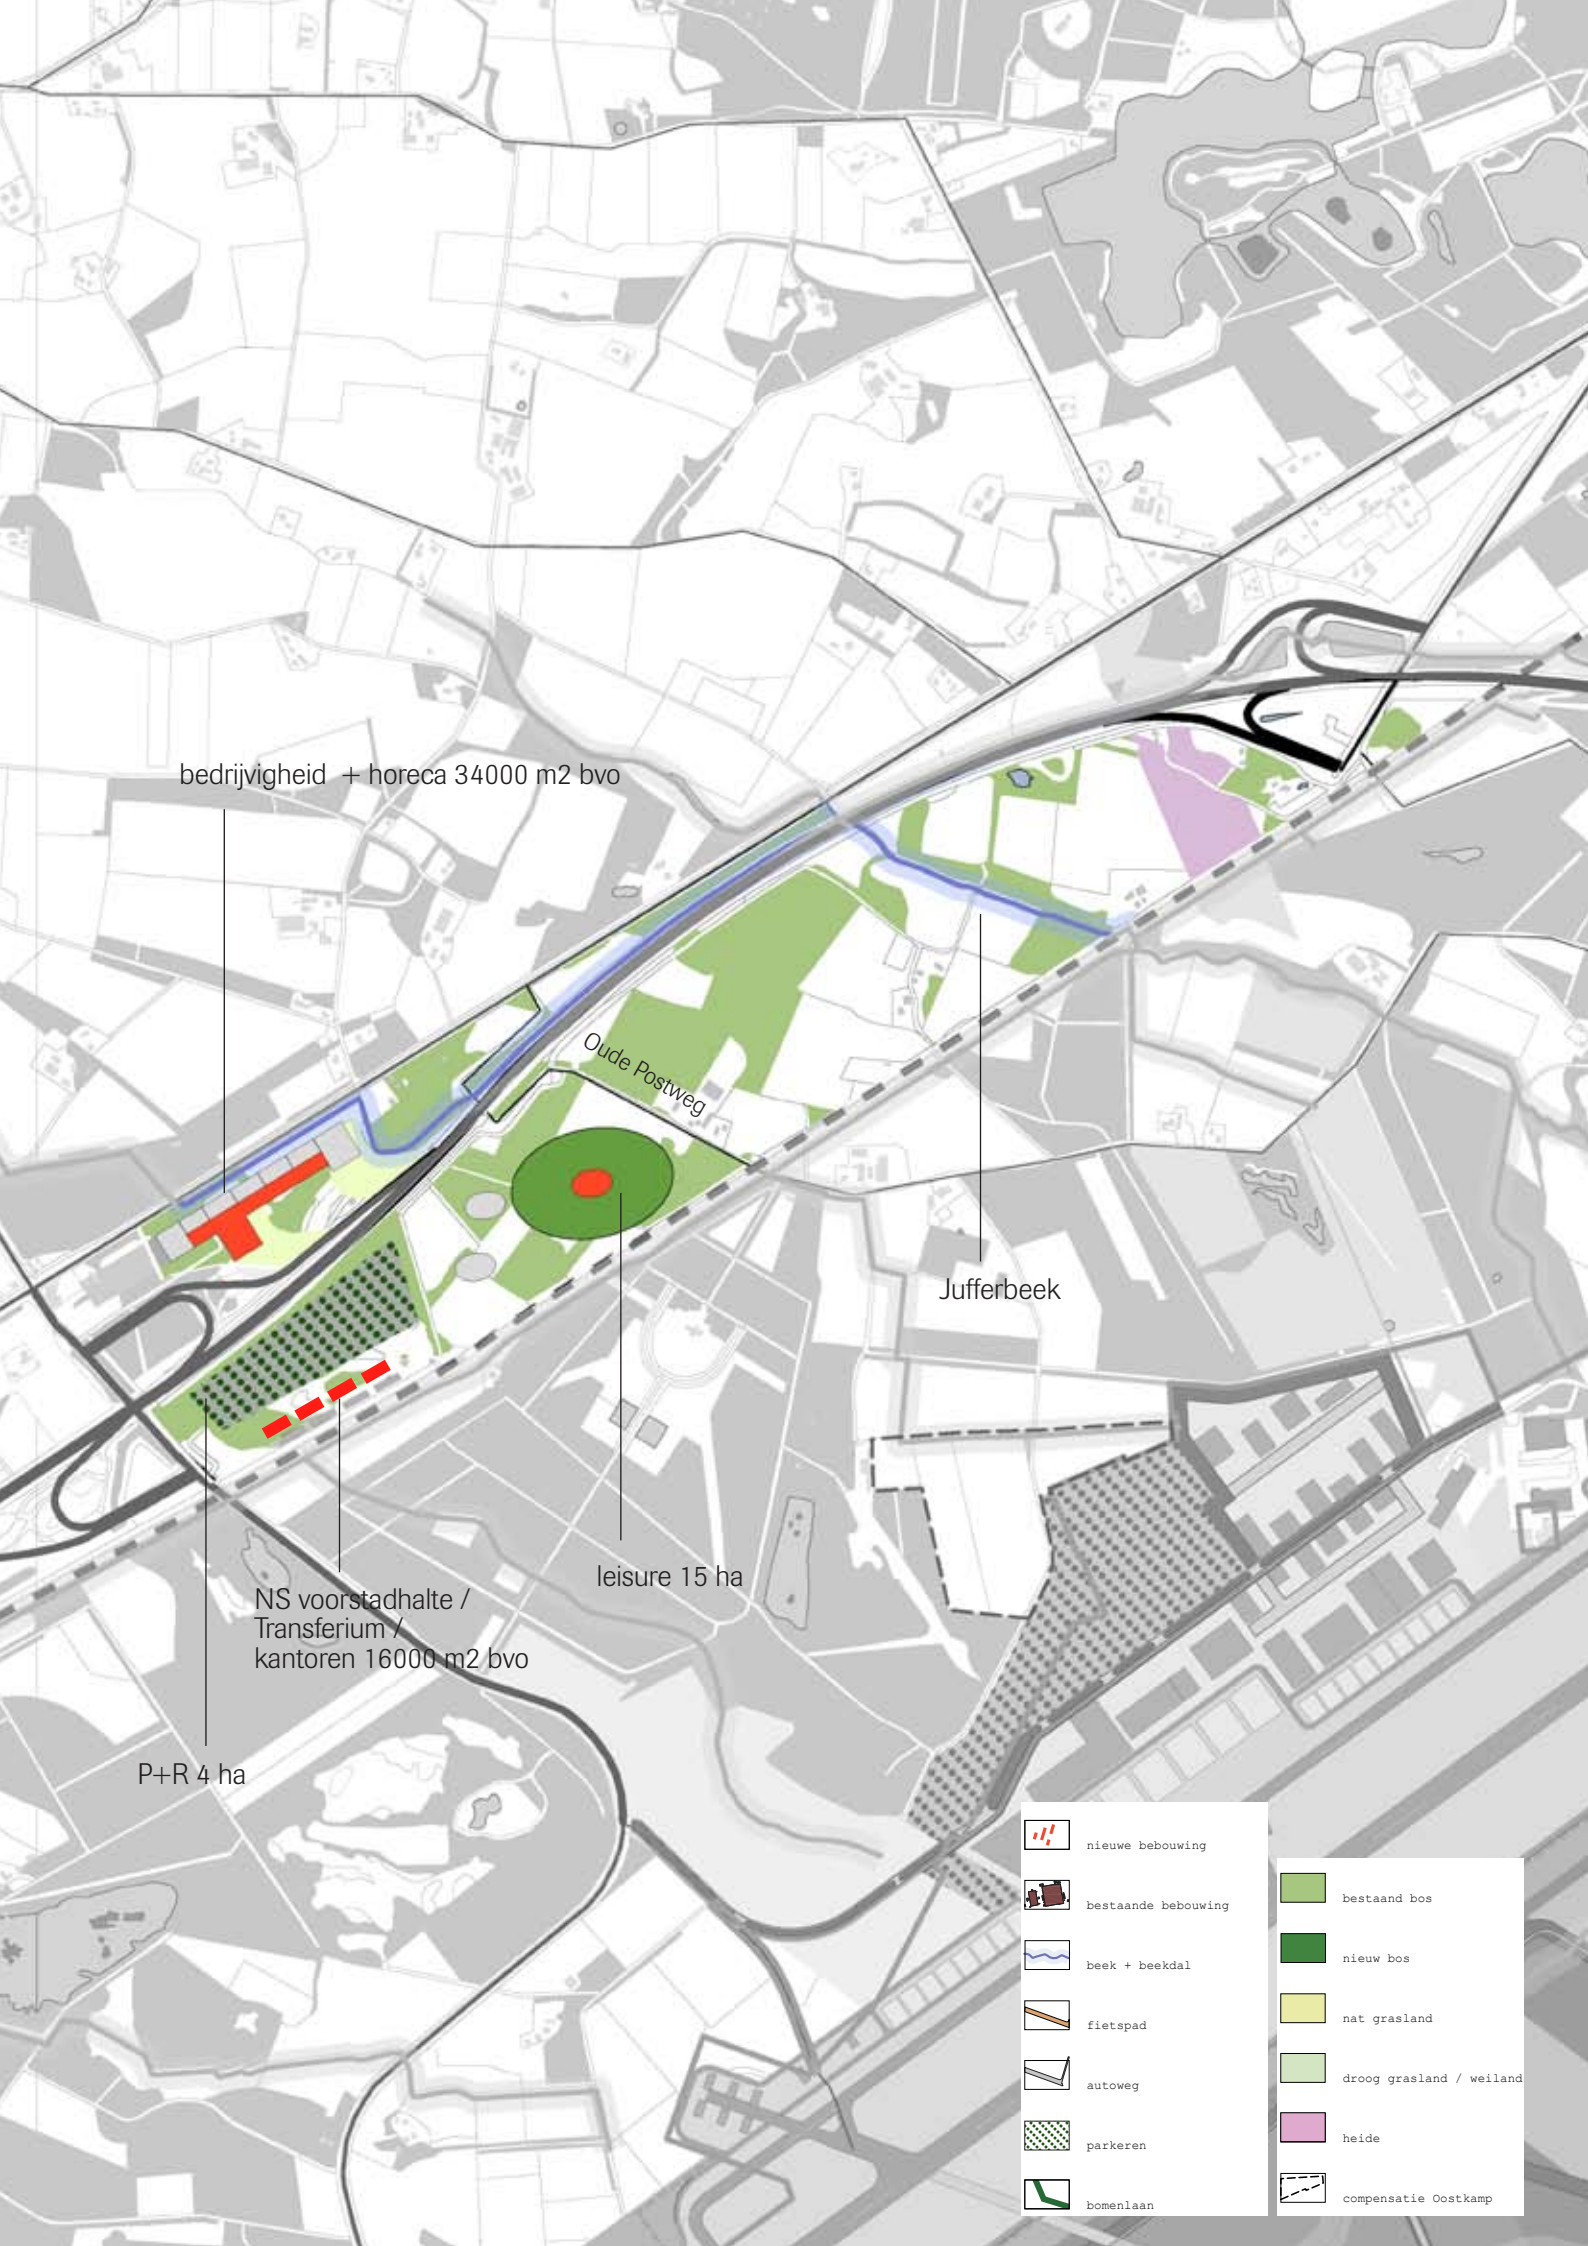 bedrijvigheid + horeca 34000 m2 bvo
Oude Postweg
Jufferbeek
leisure 15 ha
NS voorstadhalte /
Transferium /
kantoren 16000 m2 bvo
P+R 4 ha
nieuwe bebouwing
bestaande bebouwing
beek + beekdal
fietspad
autoweg
parkeren
bomenlaan
bestaand bos
nieuw bos
nat grasland
droog grasland / weiland
heide
compensatie Oostkamp